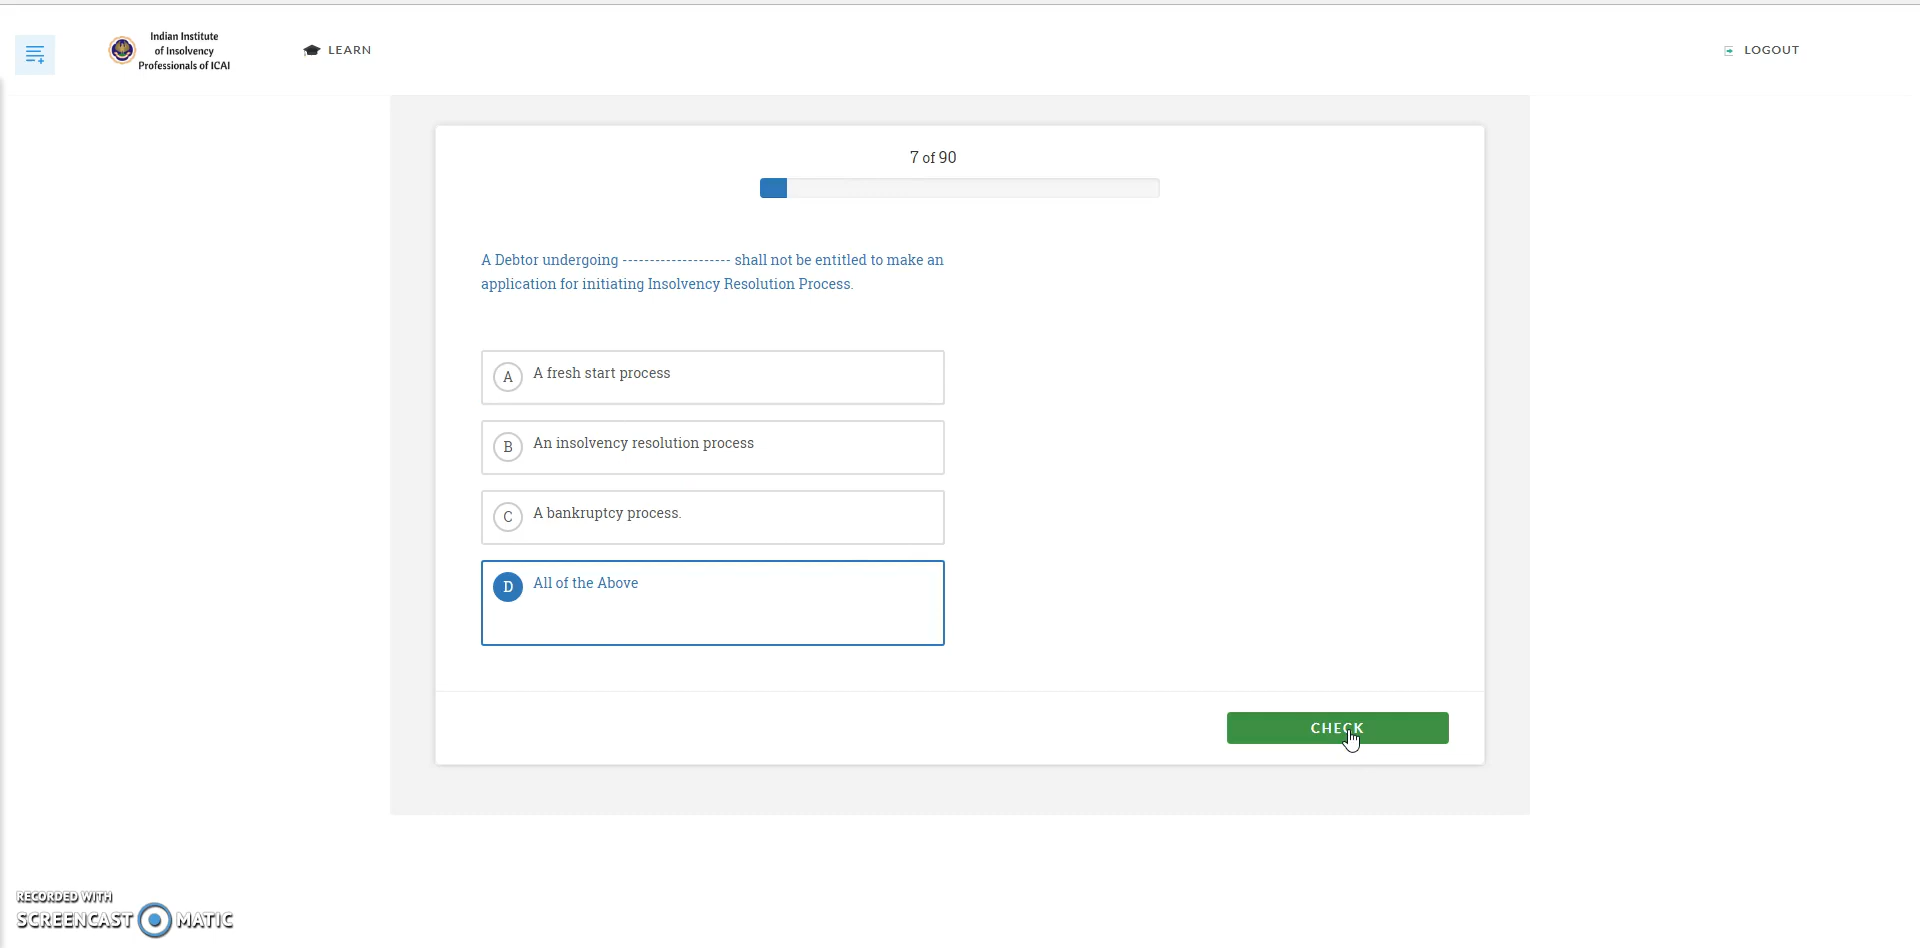 Indian Institute
of Insolvency
Professionals of ICAI
LEARN
LOGOUT
7 of 90
A Debtor undergoing -------------------- shall not be entitled to make an
application for initiating Insolvency Resolution Process.
A A fresh start process
B An insolvency resolution process
C A bankruptcy process.
D All of the Above
CHECK
RECORDED WITH
SCREENCAST MATIC